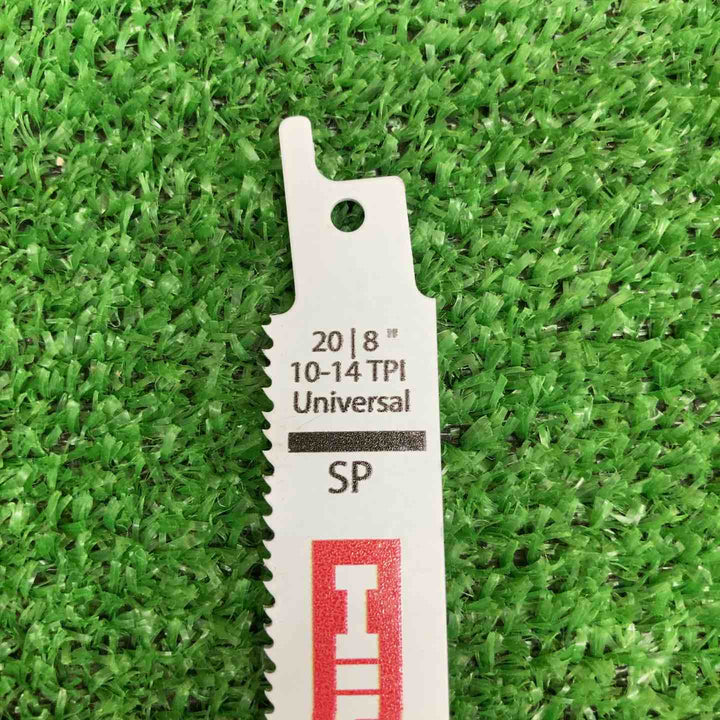 20 | 8 "
10-14 TPI
Universal
SP